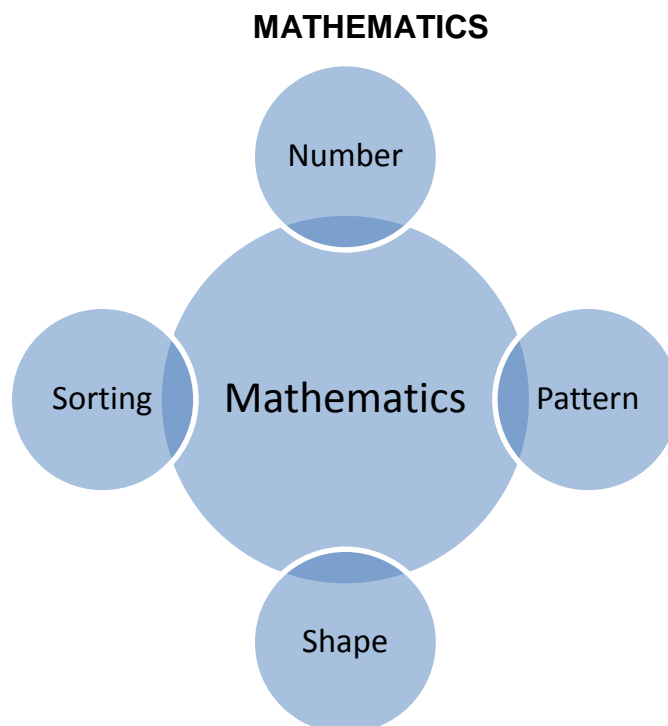 MATHEMATICS
Number
Sorting
Mathematics
Pattern
Shape